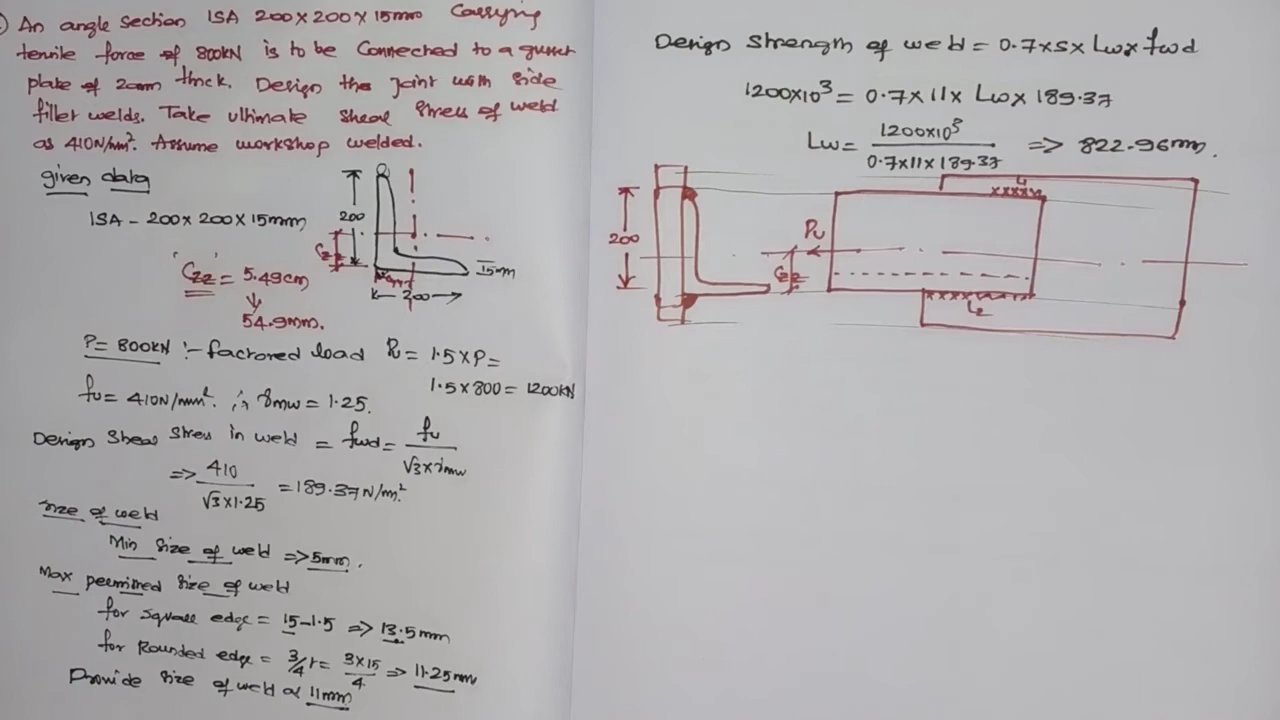 An angle section ISA 200×200×15mm Carrying
tensile force of 800KN is to be Connected to a gusset
plate of 20mm thick. Design the Joint with side
fillet welds. Take ultimate shear stress of weld
as 410N/mm². Assume workshop welded.
given data
ISA - 200×200×15mm
200
Czz
15mm
200
'Czz' = 5.49cm
↓
54.9mm.
P= 800KN :- factored load Pu = 1.5×P=
1.5×800= 1200KN
fu= 410N/mm². ∴ γmw = 1.25.
Design Shear Stress in weld = fwd= fu/√3×γmw
=> 410/√3×1.25 = 189.37N/m².
Size of weld
Min size of weld => 5mm.
Max permitted size of weld
for square edge = 15-1.5 => 13.5mm
for Rounded edge = 3/4 t = 3×15/4 => 11.25mm
Provide size of weld as 11mm
Design Strength of weld = 0.7×S×Lw×fwd
1200×10³ = 0.7×11×Lw×189.37
Lw= 1200×10³/0.7×11×189.37 => 822.96mm.
200
Pu
Czz
L1
L2